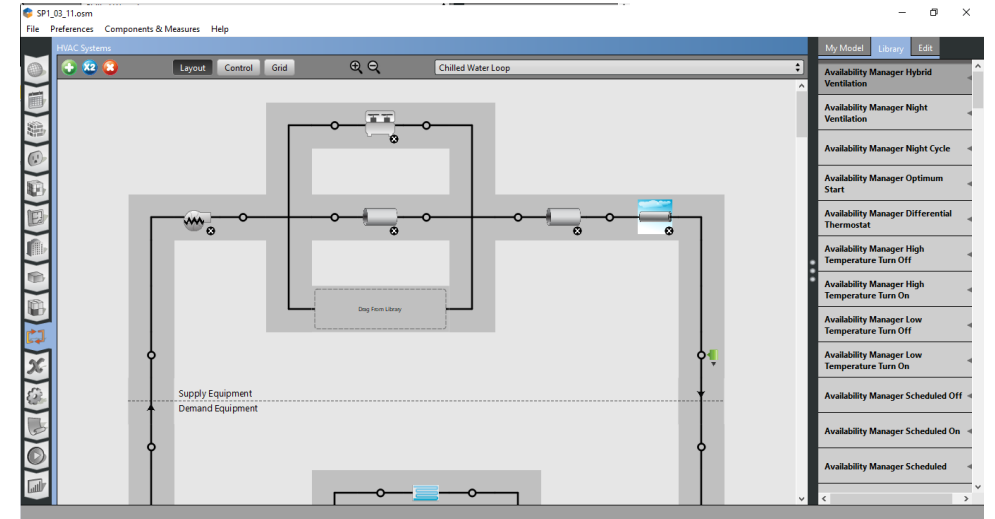 SP1_03_11.osm
File Preferences Components & Measures Help
HVAC Systems
My Model Library Edit
X2
Layout Control Grid
Chilled Water Loop
Drag From Library
Supply Equipment
Demand Equipment
Availability Manager Hybrid
Ventilation
Availability Manager Night
Ventilation
Availability Manager Night Cycle
Availability Manager Optimum
Start
Availability Manager Differential
Thermostat
Availability Manager High
Temperature Turn Off
Availability Manager High
Temperature Turn On
Availability Manager Low
Temperature Turn Off
Availability Manager Low
Temperature Turn On
Availability Manager Scheduled Off
Availability Manager Scheduled On
Availability Manager Scheduled